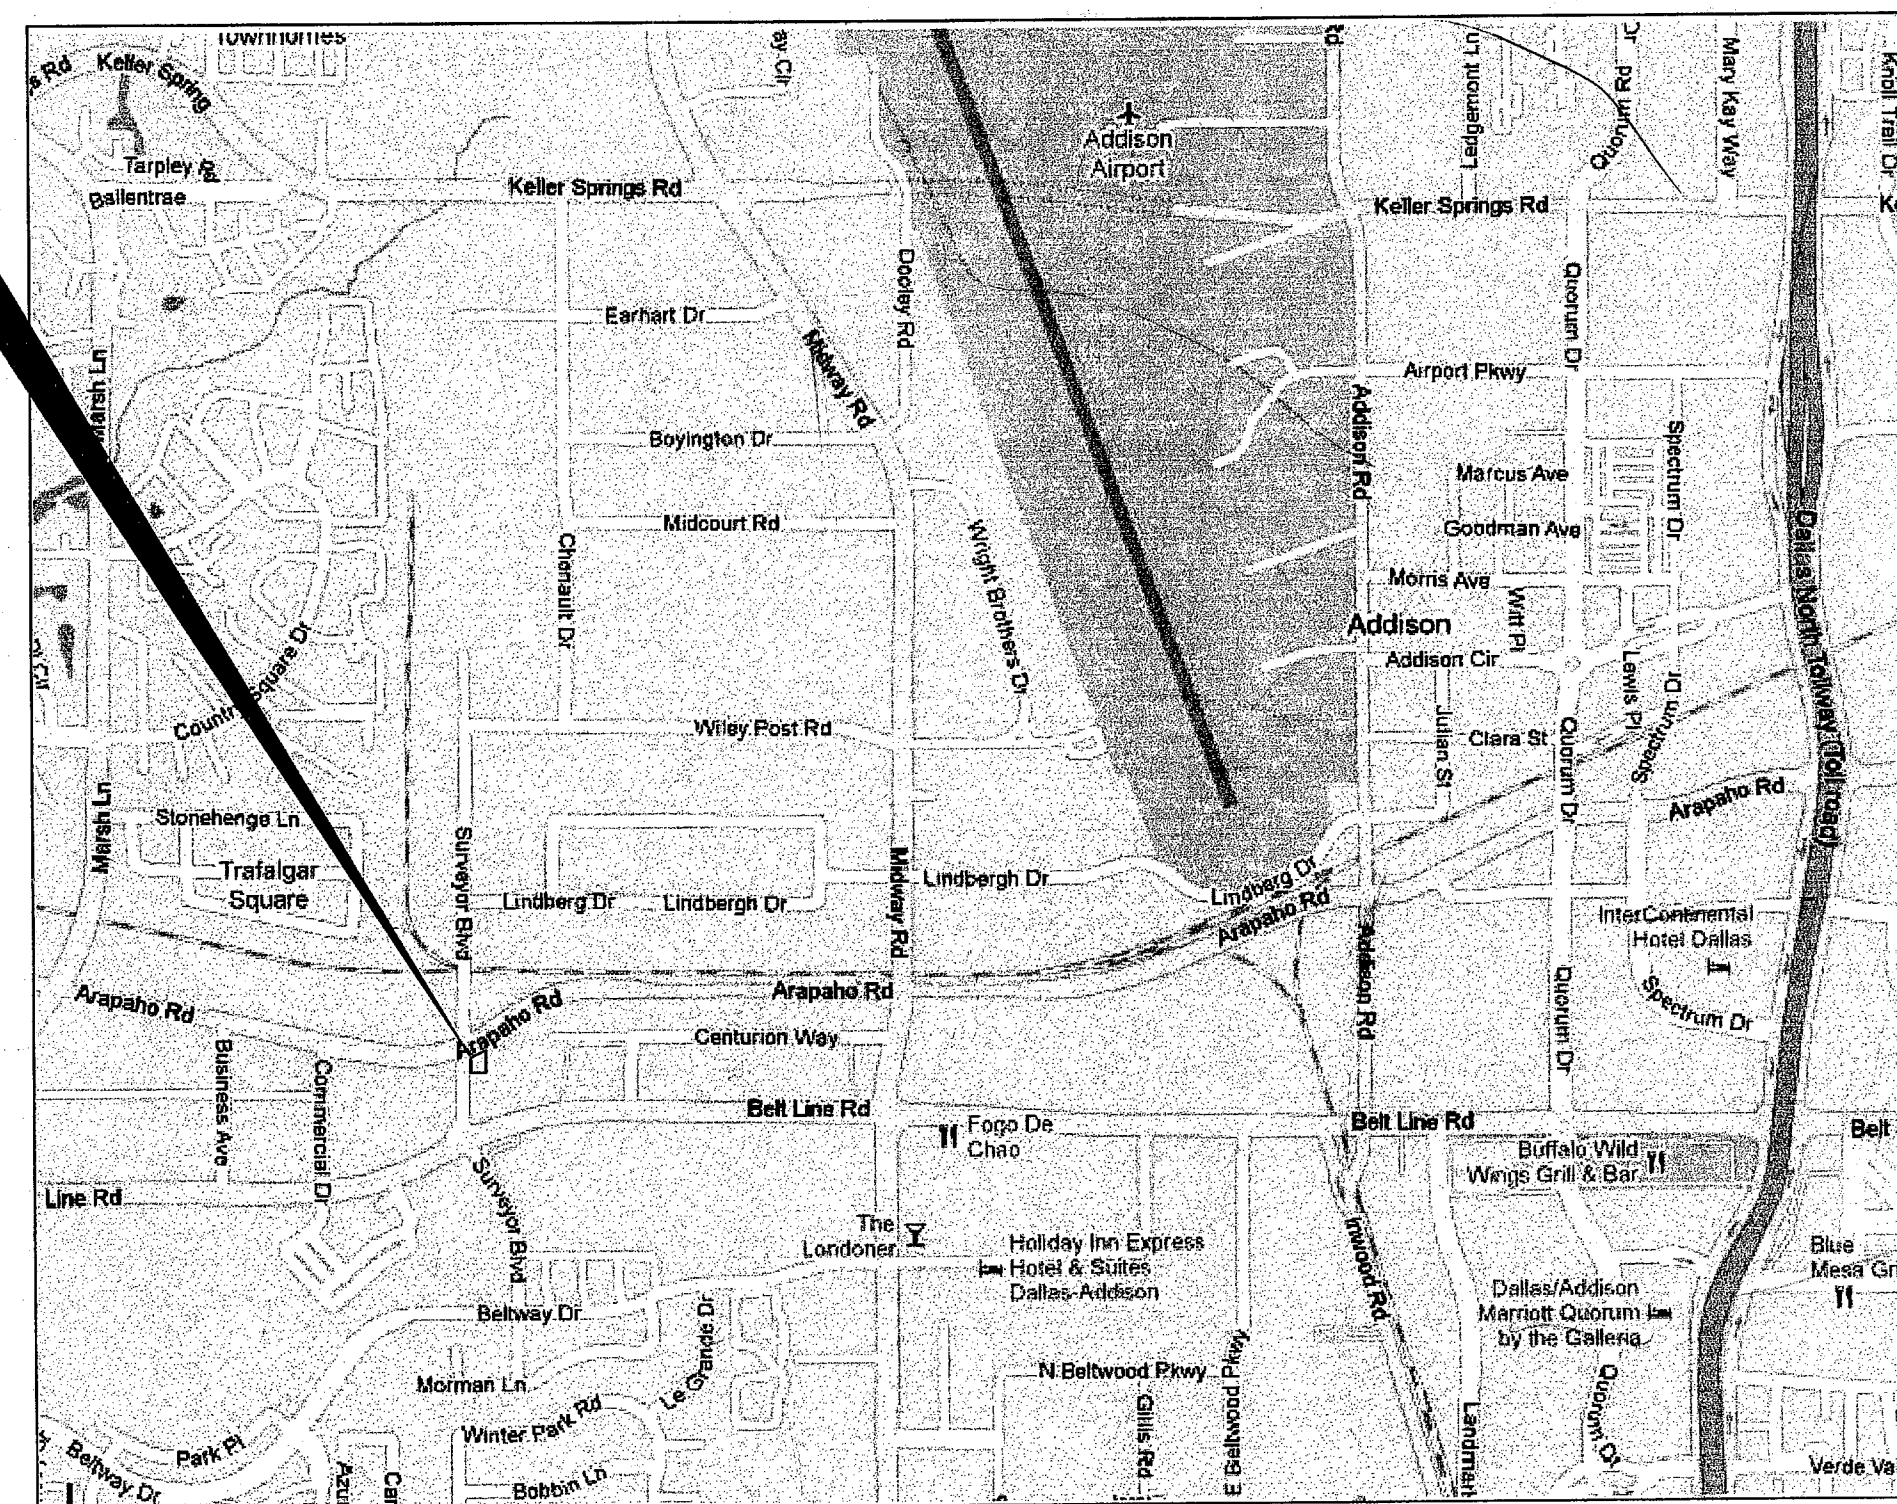 Townhomes
s Rd
Keller Spring
ay Cir
Rd
Ledgemont Ln
Dr
Quorum Rd
Mary Kay Way
Knoll Trail Dr
Addison
Airport
Tarpley Rd
Ballentrae
Keller Springs Rd
Keller Springs Rd
Dooley Rd
Quorum Dr
Earhart Dr
Midway Rd
Marsh Ln
Airport Pkwy
Addison Rd
Boyington Dr
Spectrum Dr
Marcus Ave
Midcourt Rd
Goodman Ave
Wright Brothers Dr
Chenault Dr
Dallas North Tollway (Toll road)
Morris Ave
Witt Pl
Addison
Country Square Dr
Addison Cir
Lewis Pl
Spectrum Dr
Wiley Post Rd
Julian St
Clara St
Quorum Dr
Arapaho Rd
Marsh Ln
Stonehenge Ln
Trafalgar
Square
Surveyor Blvd
Lindberg Dr
Lindbergh Dr
Midway Rd
Lindbergh Dr
Lindberg Dr
Arapaho Rd
InterContinental
Hotel Dallas
Addison Rd
Quorum Dr
Spectrum Dr
Arapaho Rd
Arapaho Rd
Arapaho Rd
Centurion Way
Business Ave
Commercial Dr
Belt Line Rd
Fogo De
Chao
Belt Line Rd
Belt
Buffalo Wild
Wings Grill & Bar
Line Rd
Surveyor Blvd
The
Londoner
Holiday Inn Express
Hotel & Suites
Dallas-Addison
Inwood Rd
Blue
Mesa Gr
Dallas/Addison
Marriott Quorum
by the Galleria
Beltway Dr
Le Grande Dr
N Beltwood Pkwy
E Beltwood Pkwy
Morman Ln
Winter Park Rd
Gillis Rd
Landmark
Quorum Dr
Park Pl
Beltway Dr
Bobbin Ln
Verde Va